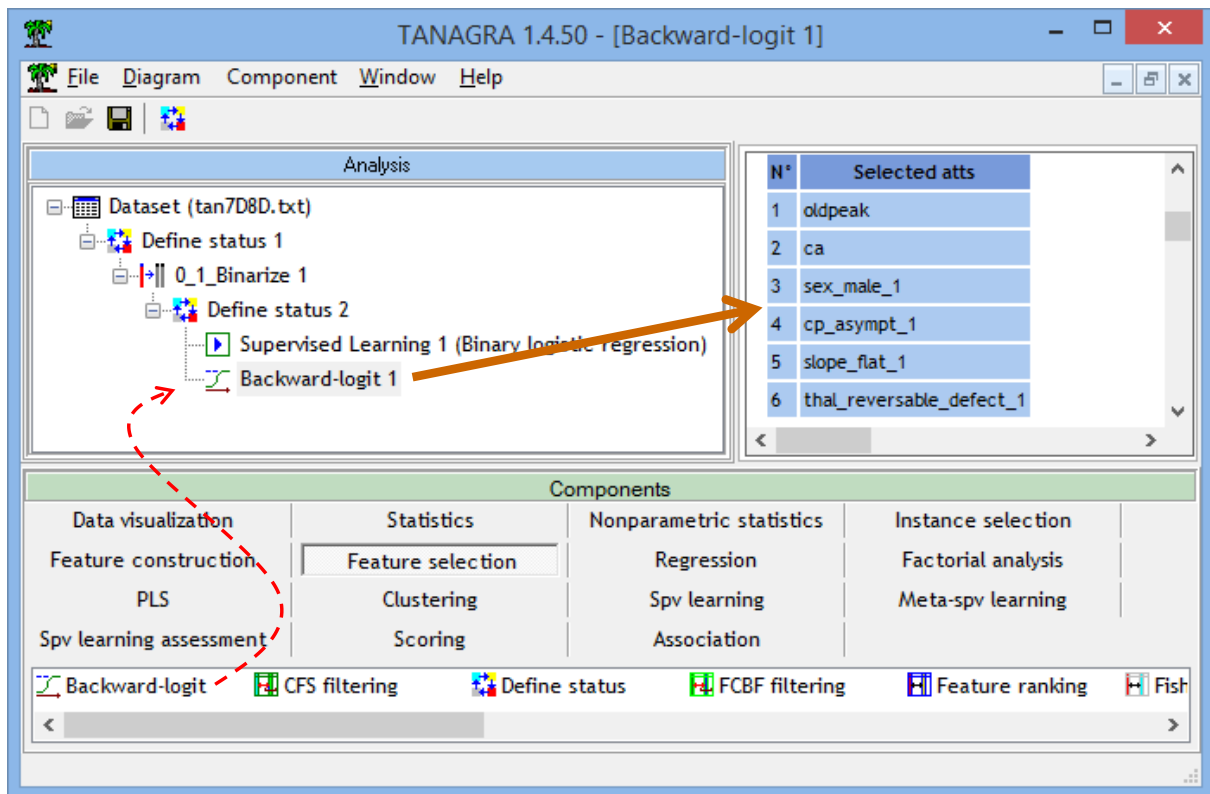 TANAGRA 1.4.50 - [Backward-logit 1]
File Diagram Component Window Help
Analysis
Dataset (tan7D8D.txt)
Define status 1
0_1_Binarize 1
Define status 2
Supervised Learning 1 (Binary logistic regression)
Backward-logit 1
N° Selected atts
1 oldpeak
2 ca
3 sex_male_1
4 cp_asympt_1
5 slope_flat_1
6 thal_reversable_defect_1
Components
Data visualization Statistics Nonparametric statistics Instance selection
Feature construction Feature selection Regression Factorial analysis
PLS Clustering Spv learning Meta-spv learning
Spv learning assessment Scoring Association
Backward-logit CFS filtering Define status FCBF filtering Feature ranking Fish